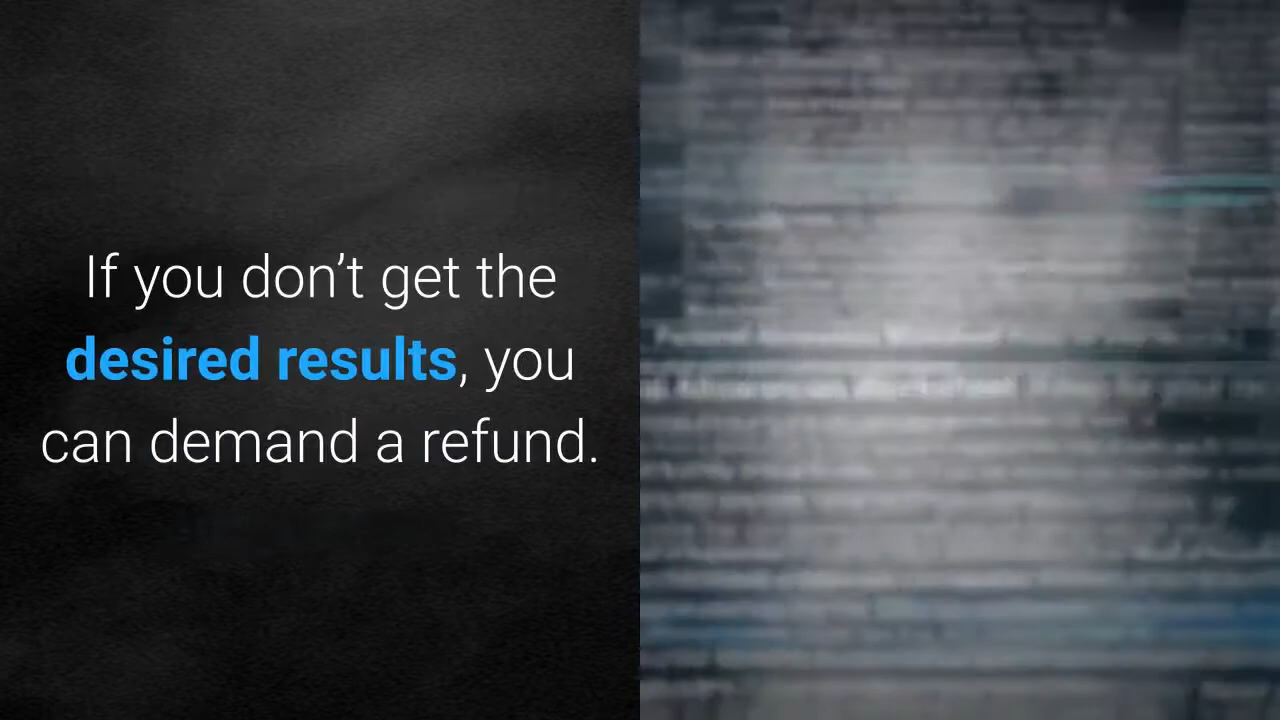 If you don’t get the
desired results, you
can demand a refund.